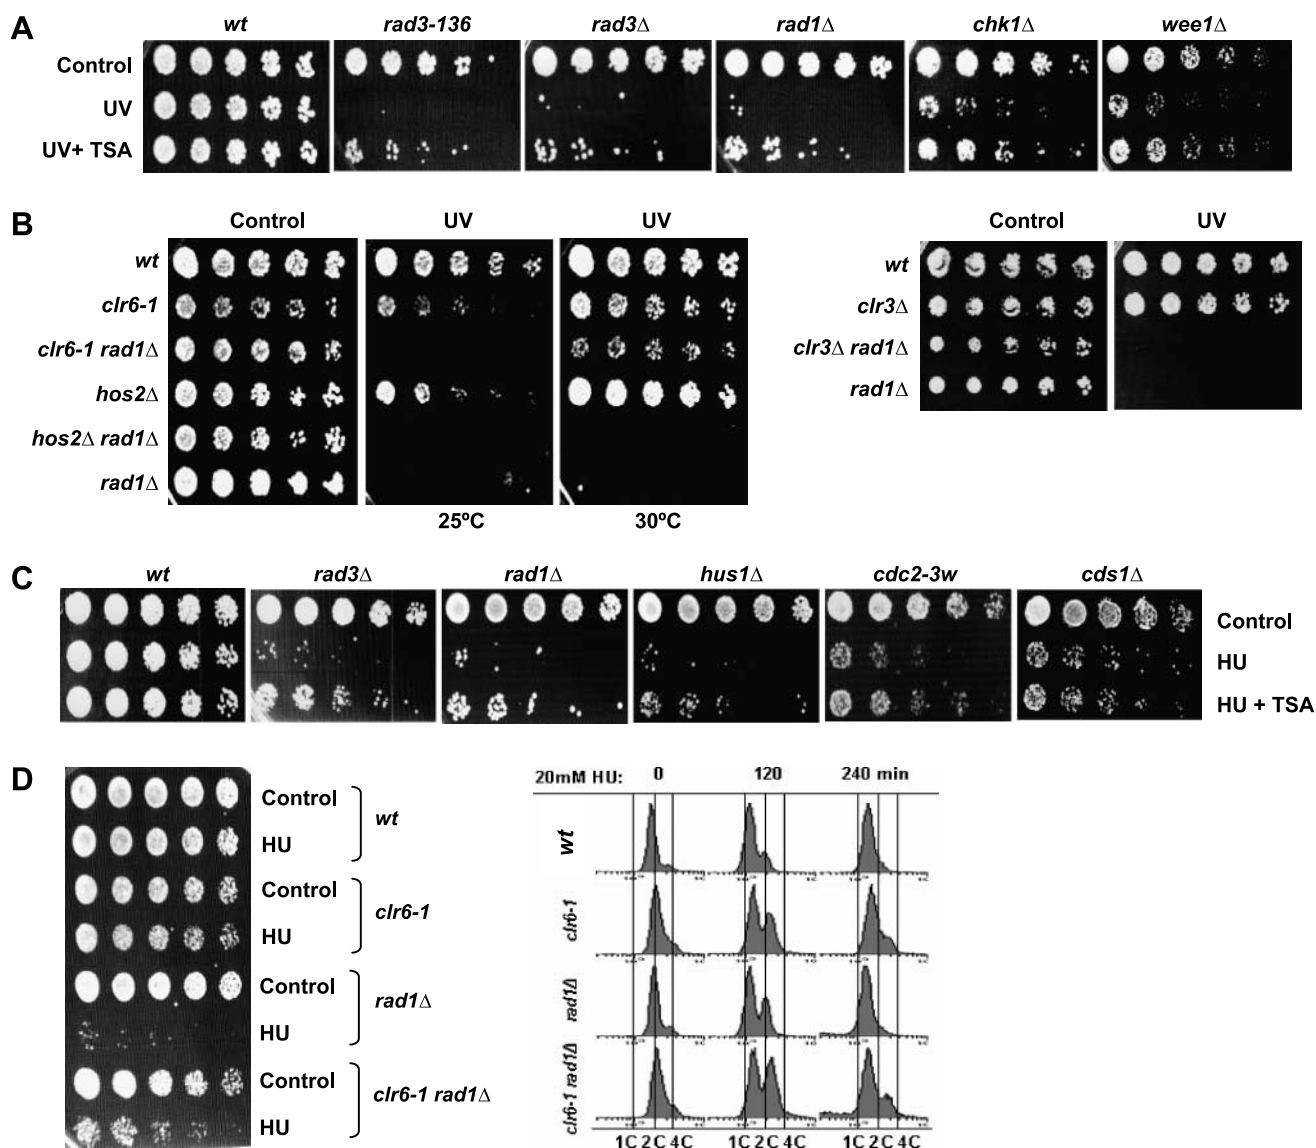 A
wt rad3-136 rad3Δ rad1Δ chk1Δ wee1Δ
Control
UV
UV+ TSA
B
Control UV UV
wt
clr6-1
clr6-1 rad1Δ
hos2Δ
hos2Δ rad1Δ
rad1Δ
25ºC 30ºC
Control UV
wt
clr3Δ
clr3Δ rad1Δ
rad1Δ
C
wt rad3Δ rad1Δ hus1Δ cdc2-3w cds1Δ
Control
HU
HU + TSA
D
Control
HU
wt
Control
HU
clr6-1
Control
HU
rad1Δ
Control
HU
clr6-1 rad1Δ
20mM HU: 0 120 240 min
wt
clr6-1
rad1Δ
clr6-1 rad1Δ
1C 2C 4C 1C 2C 4C 1C 2C 4C